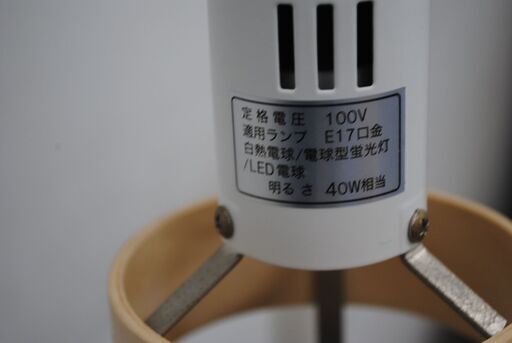 定格電圧 100V
適用ランプ E17口金
白熱電球/電球型蛍光灯
/LED電球
明るさ 40W相当